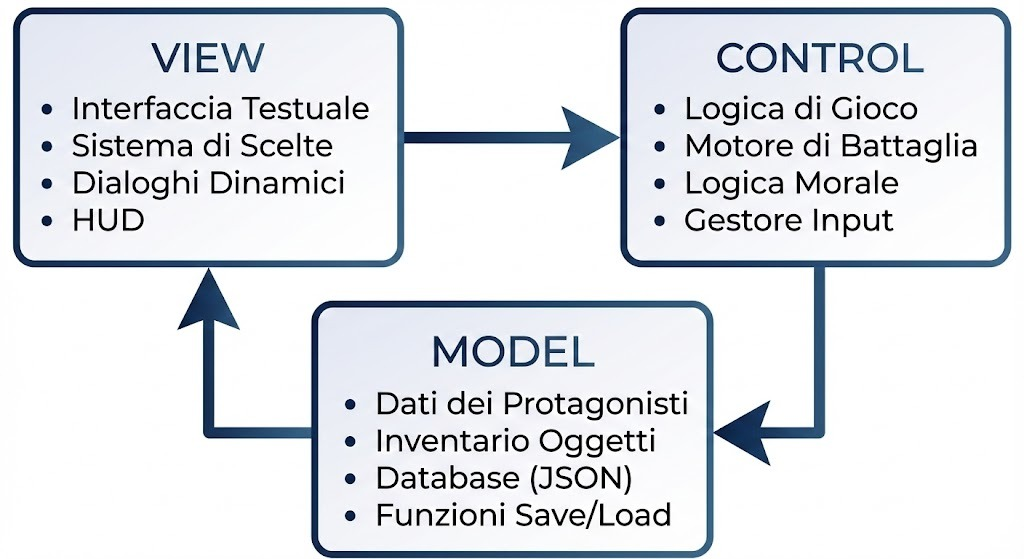 VIEW
• Interfaccia Testuale
• Sistema di Scelte
• Dialoghi Dinamici
• HUD
CONTROL
• Logica di Gioco
• Motore di Battaglia
• Logica Morale
• Gestore Input
MODEL
• Dati dei Protagonisti
• Inventario Oggetti
• Database (JSON)
• Funzioni Save/Load